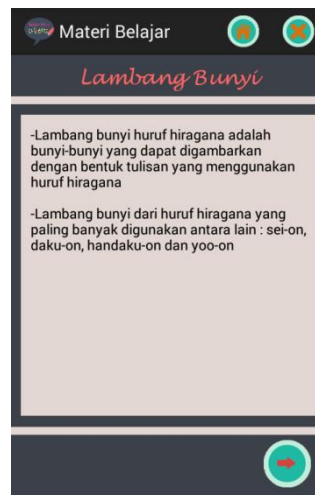 Materi Belajar
Lambang Bunyi
-Lambang bunyi huruf hiragana adalah
bunyi-bunyi yang dapat digambarkan
dengan bentuk tulisan yang menggunakan
huruf hiragana
-Lambang bunyi dari huruf hiragana yang
paling banyak digunakan antara lain : sei-on,
daku-on, handaku-on dan yoo-on